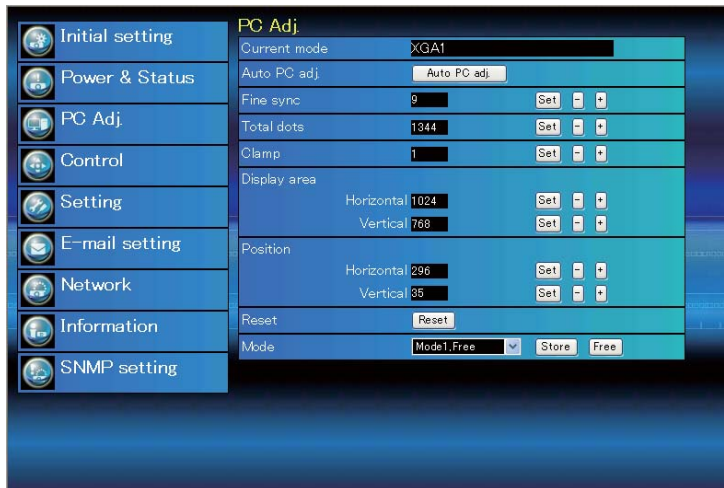 Initial setting
Power & Status
PC Adj.
Control
Setting
E-mail setting
Network
Information
SNMP setting
PC Adj.
Current mode XGA1
Auto PC adj. Auto PC adj.
Fine sync 9 Set - +
Total dots 1344 Set - +
Clamp 1 Set - +
Display area
Horizontal 1024 Set - +
Vertical 768 Set - +
Position
Horizontal 296 Set - +
Vertical 35 Set - +
Reset Reset
Mode Mode1,Free Store Free